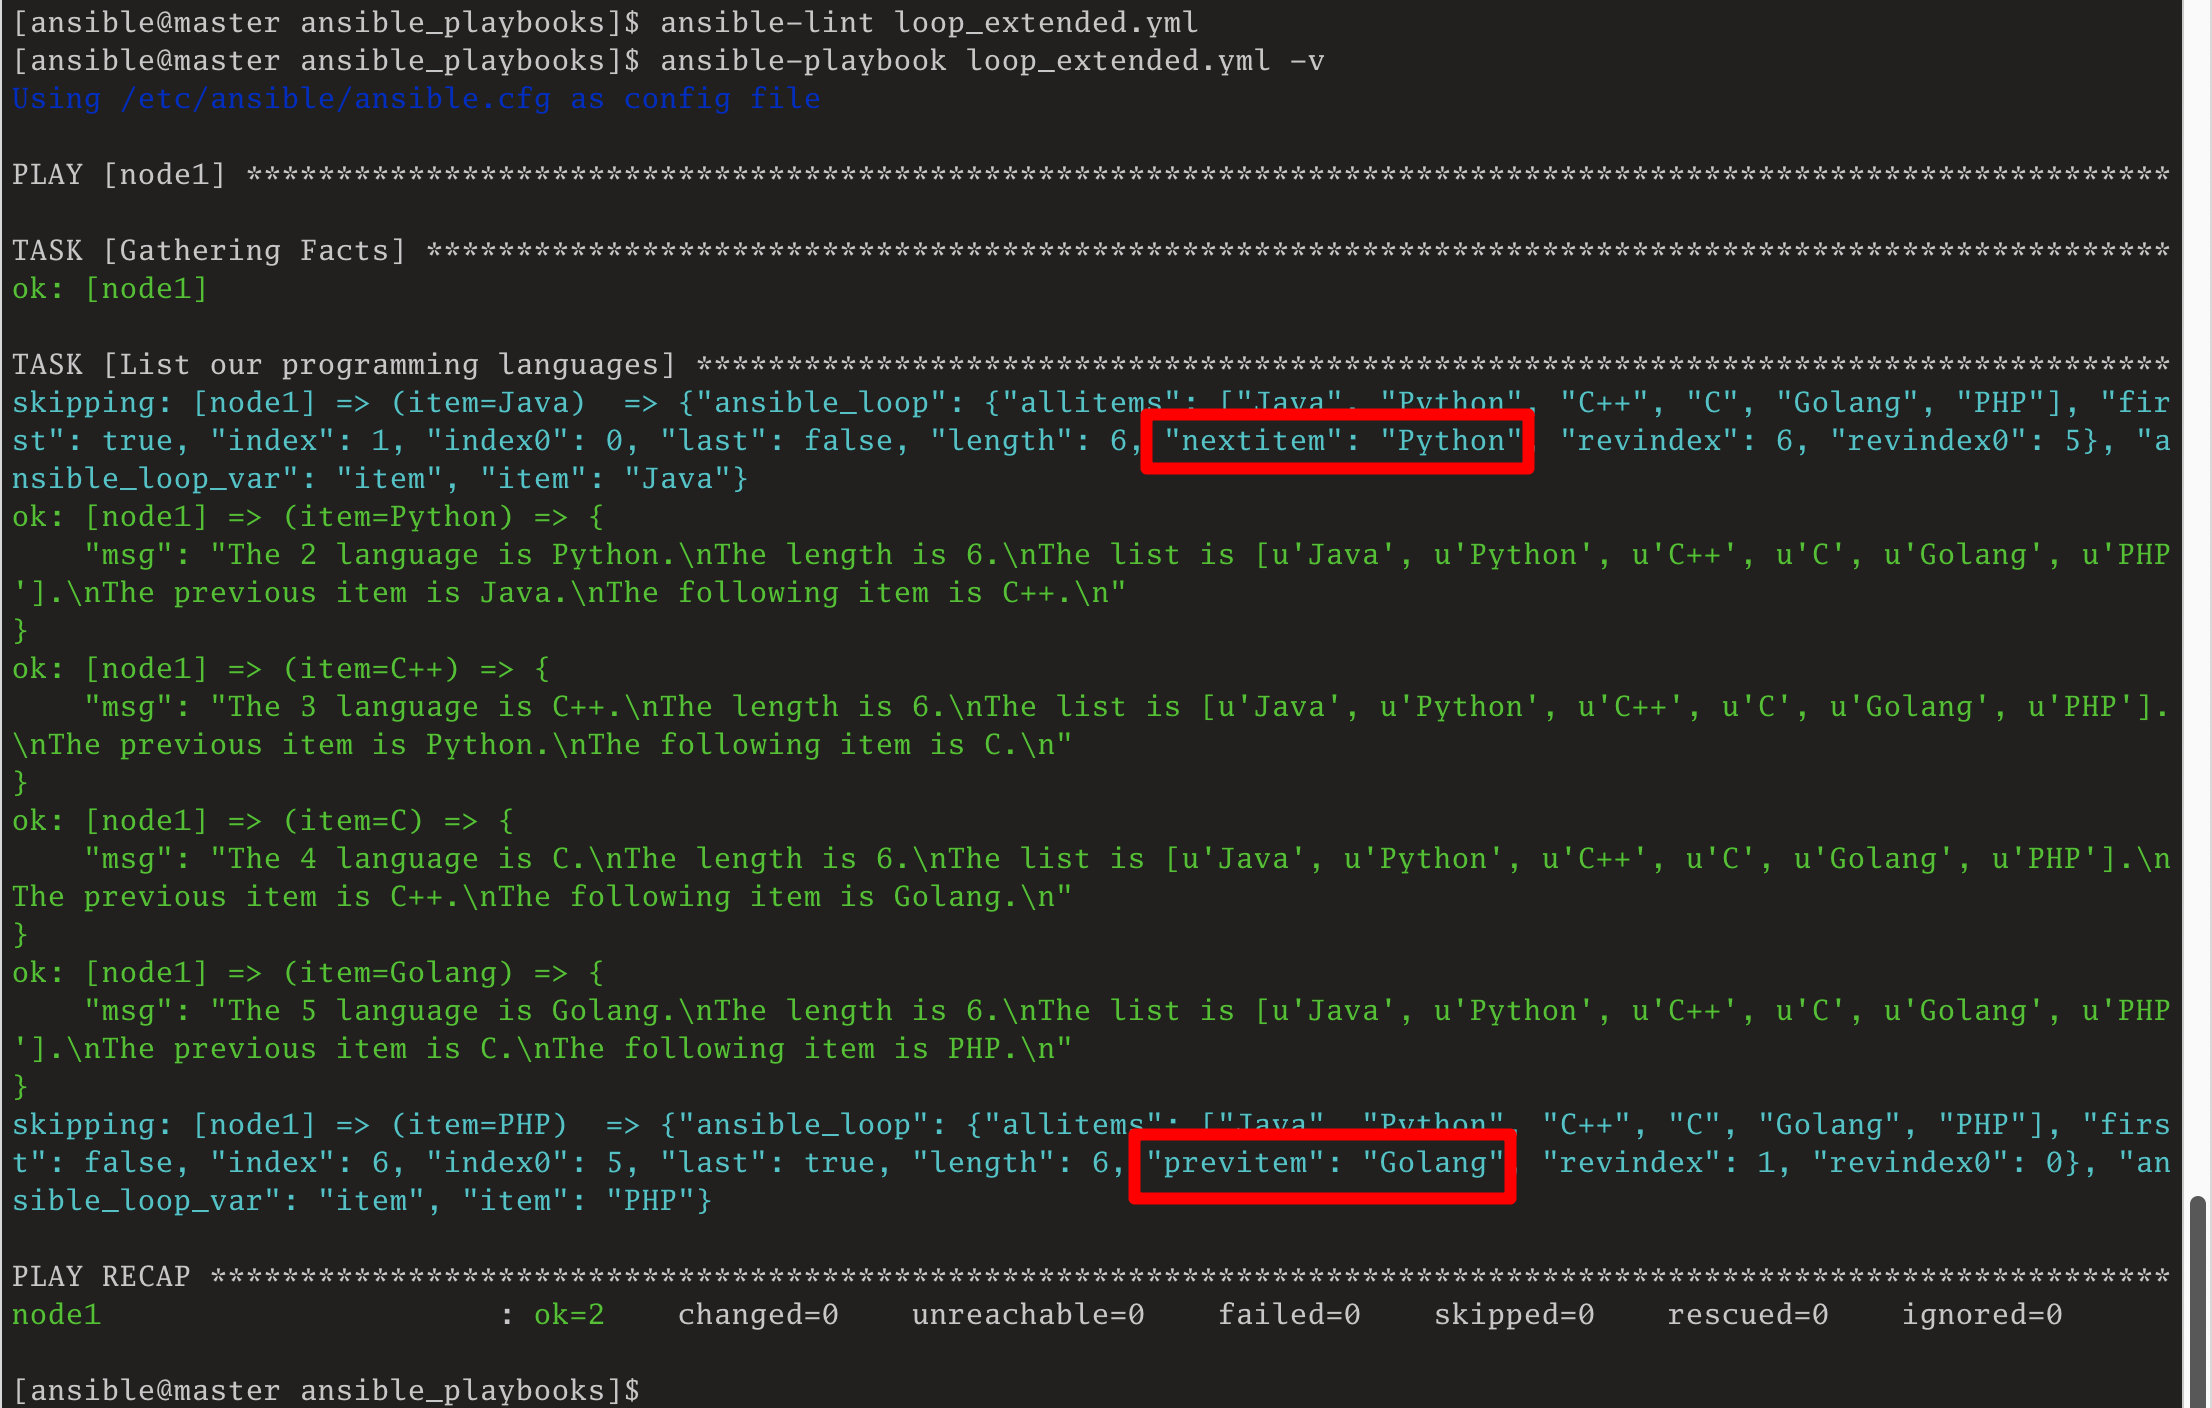 [ansible@master ansible_playbooks]$ ansible-lint loop_extended.yml
[ansible@master ansible_playbooks]$ ansible-playbook loop_extended.yml -v
Using /etc/ansible/ansible.cfg as config file
PLAY [node1] ***********************************************************************************************************
TASK [Gathering Facts] *************************************************************************************************
ok: [node1]
TASK [List our programming languages] **********************************************************************************
skipping: [node1] => (item=Java)  => {"ansible_loop": {"allitems": ["Java", "Python", "C++", "C", "Golang", "PHP"], "fir
st": true, "index": 1, "index0": 0, "last": false, "length": 6, "nextitem": "Python", "revindex": 6, "revindex0": 5}, "a
nsible_loop_var": "item", "item": "Java"}
ok: [node1] => (item=Python) => {
    "msg": "The 2 language is Python.\nThe length is 6.\nThe list is [u'Java', u'Python', u'C++', u'C', u'Golang', u'PHP
'].\nThe previous item is Java.\nThe following item is C++.\n"
}
ok: [node1] => (item=C++) => {
    "msg": "The 3 language is C++.\nThe length is 6.\nThe list is [u'Java', u'Python', u'C++', u'C', u'Golang', u'PHP'].
\nThe previous item is Python.\nThe following item is C.\n"
}
ok: [node1] => (item=C) => {
    "msg": "The 4 language is C.\nThe length is 6.\nThe list is [u'Java', u'Python', u'C++', u'C', u'Golang', u'PHP'].\n
The previous item is C++.\nThe following item is Golang.\n"
}
ok: [node1] => (item=Golang) => {
    "msg": "The 5 language is Golang.\nThe length is 6.\nThe list is [u'Java', u'Python', u'C++', u'C', u'Golang', u'PHP
'].\nThe previous item is C.\nThe following item is PHP.\n"
}
skipping: [node1] => (item=PHP)  => {"ansible_loop": {"allitems": ["Java", "Python", "C++", "C", "Golang", "PHP"], "firs
t": false, "index": 6, "index0": 5, "last": true, "length": 6, "previtem": "Golang", "revindex": 1, "revindex0": 0}, "an
sible_loop_var": "item", "item": "PHP"}
PLAY RECAP *************************************************************************************************************
node1                      : ok=2    changed=0    unreachable=0    failed=0    skipped=0    rescued=0    ignored=0
[ansible@master ansible_playbooks]$